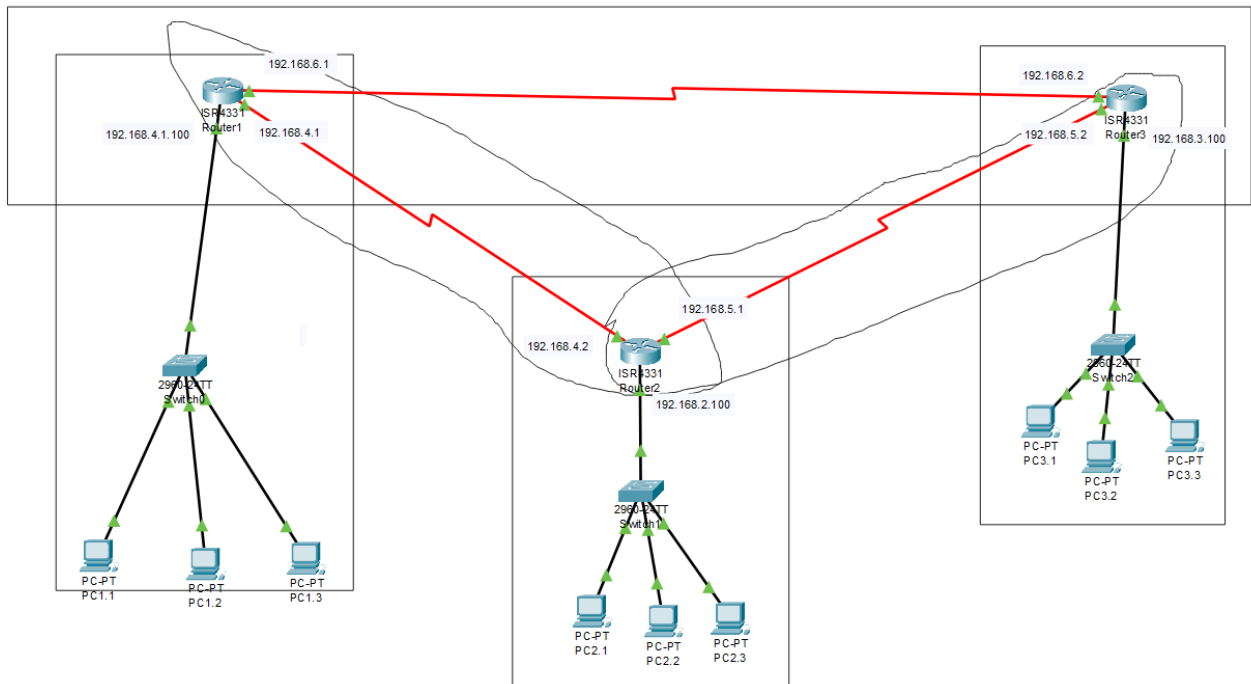 192.168.6.1
192.168.6.2
ISR4331
Router1
192.168.4.1.100
192.168.4.1
ISR4331
Router3
192.168.5.2
192.168.3.100
192.168.5.1
192.168.4.2
ISR4331
Router2
192.168.2.100
2960-24TT
Switch0
2960-24TT
Switch2
2960-24TT
Switch1
PC-PT
PC3.1
PC-PT
PC3.2
PC-PT
PC3.3
PC-PT
PC1.1
PC-PT
PC1.2
PC-PT
PC1.3
PC-PT
PC2.1
PC-PT
PC2.2
PC-PT
PC2.3